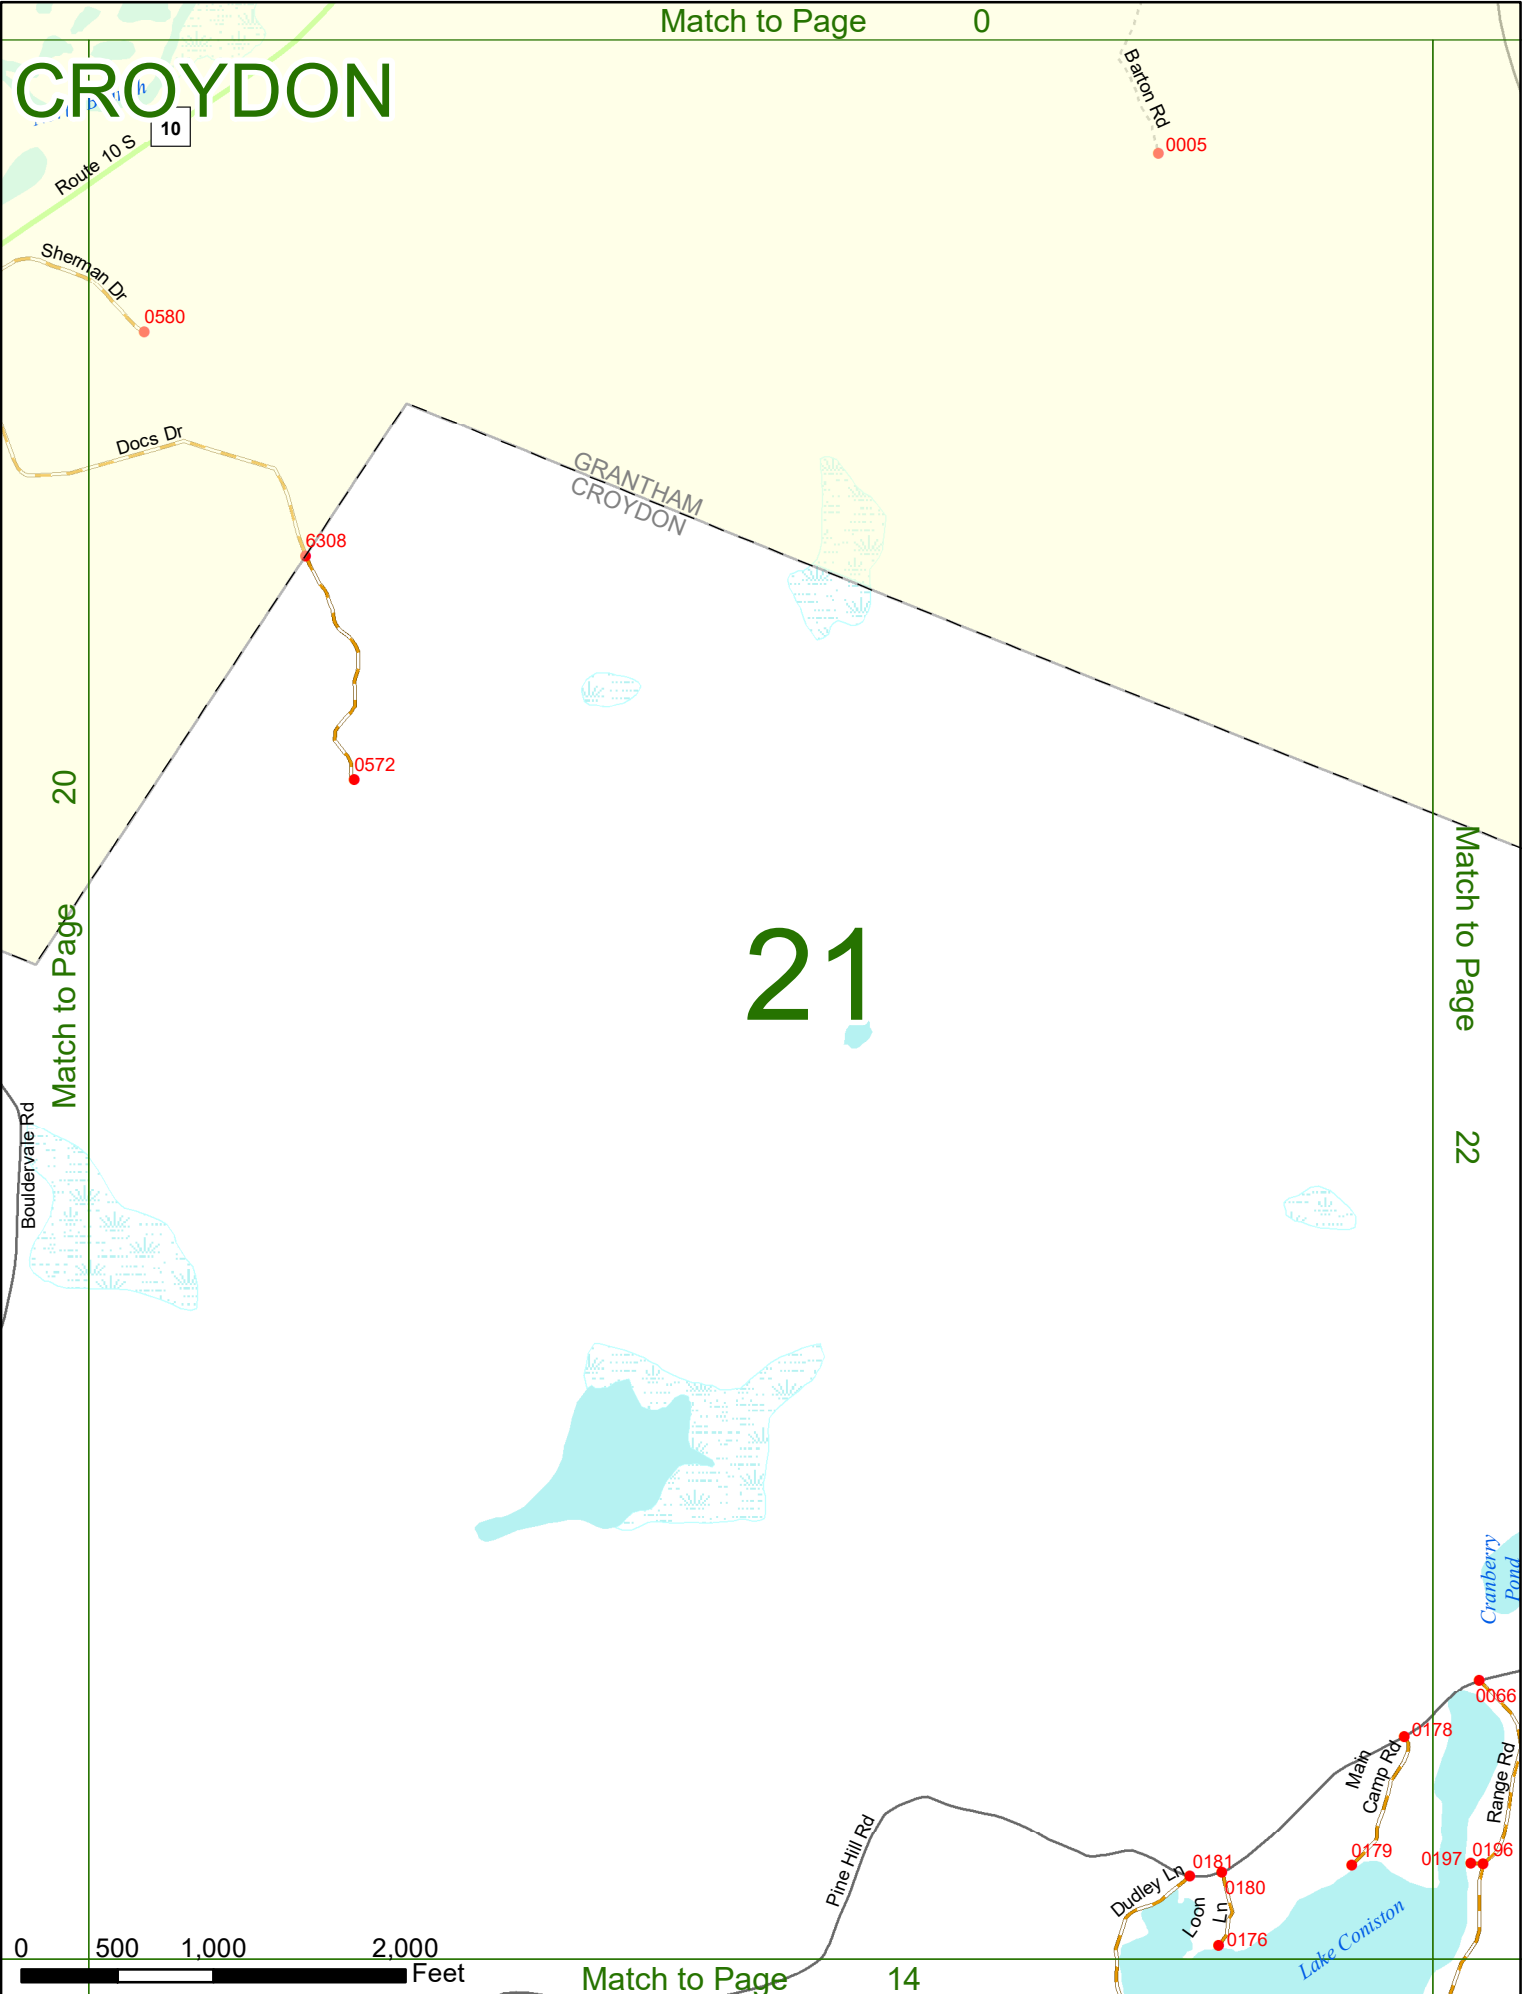 Match to Page 0
CROYDON
10
Route 10 S
Barton Rd
0005
Sherman Dr
0580
Docs Dr
GRANTHAM
CROYDON
6308
0572
Match to Page 20
21
Match to Page 22
Bouldervale Rd
Cranberry
Pond
0066
0178
Main
Camp Rd
Range Rd
Pine Hill Rd
0179
0197
0196
0181
Dudley Ln
0180
Loon
Ln
0176
Lake Coniston
0 500 1,000 2,000
Feet
Match to Page 14